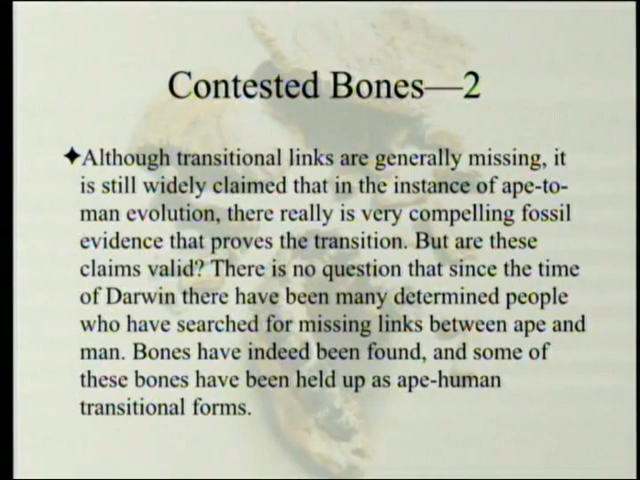 Contested Bones—2
✦Although transitional links are generally missing, it
is still widely claimed that in the instance of ape-to-
man evolution, there really is very compelling fossil
evidence that proves the transition. But are these
claims valid? There is no question that since the time
of Darwin there have been many determined people
who have searched for missing links between ape and
man. Bones have indeed been found, and some of
these bones have been held up as ape-human
transitional forms.